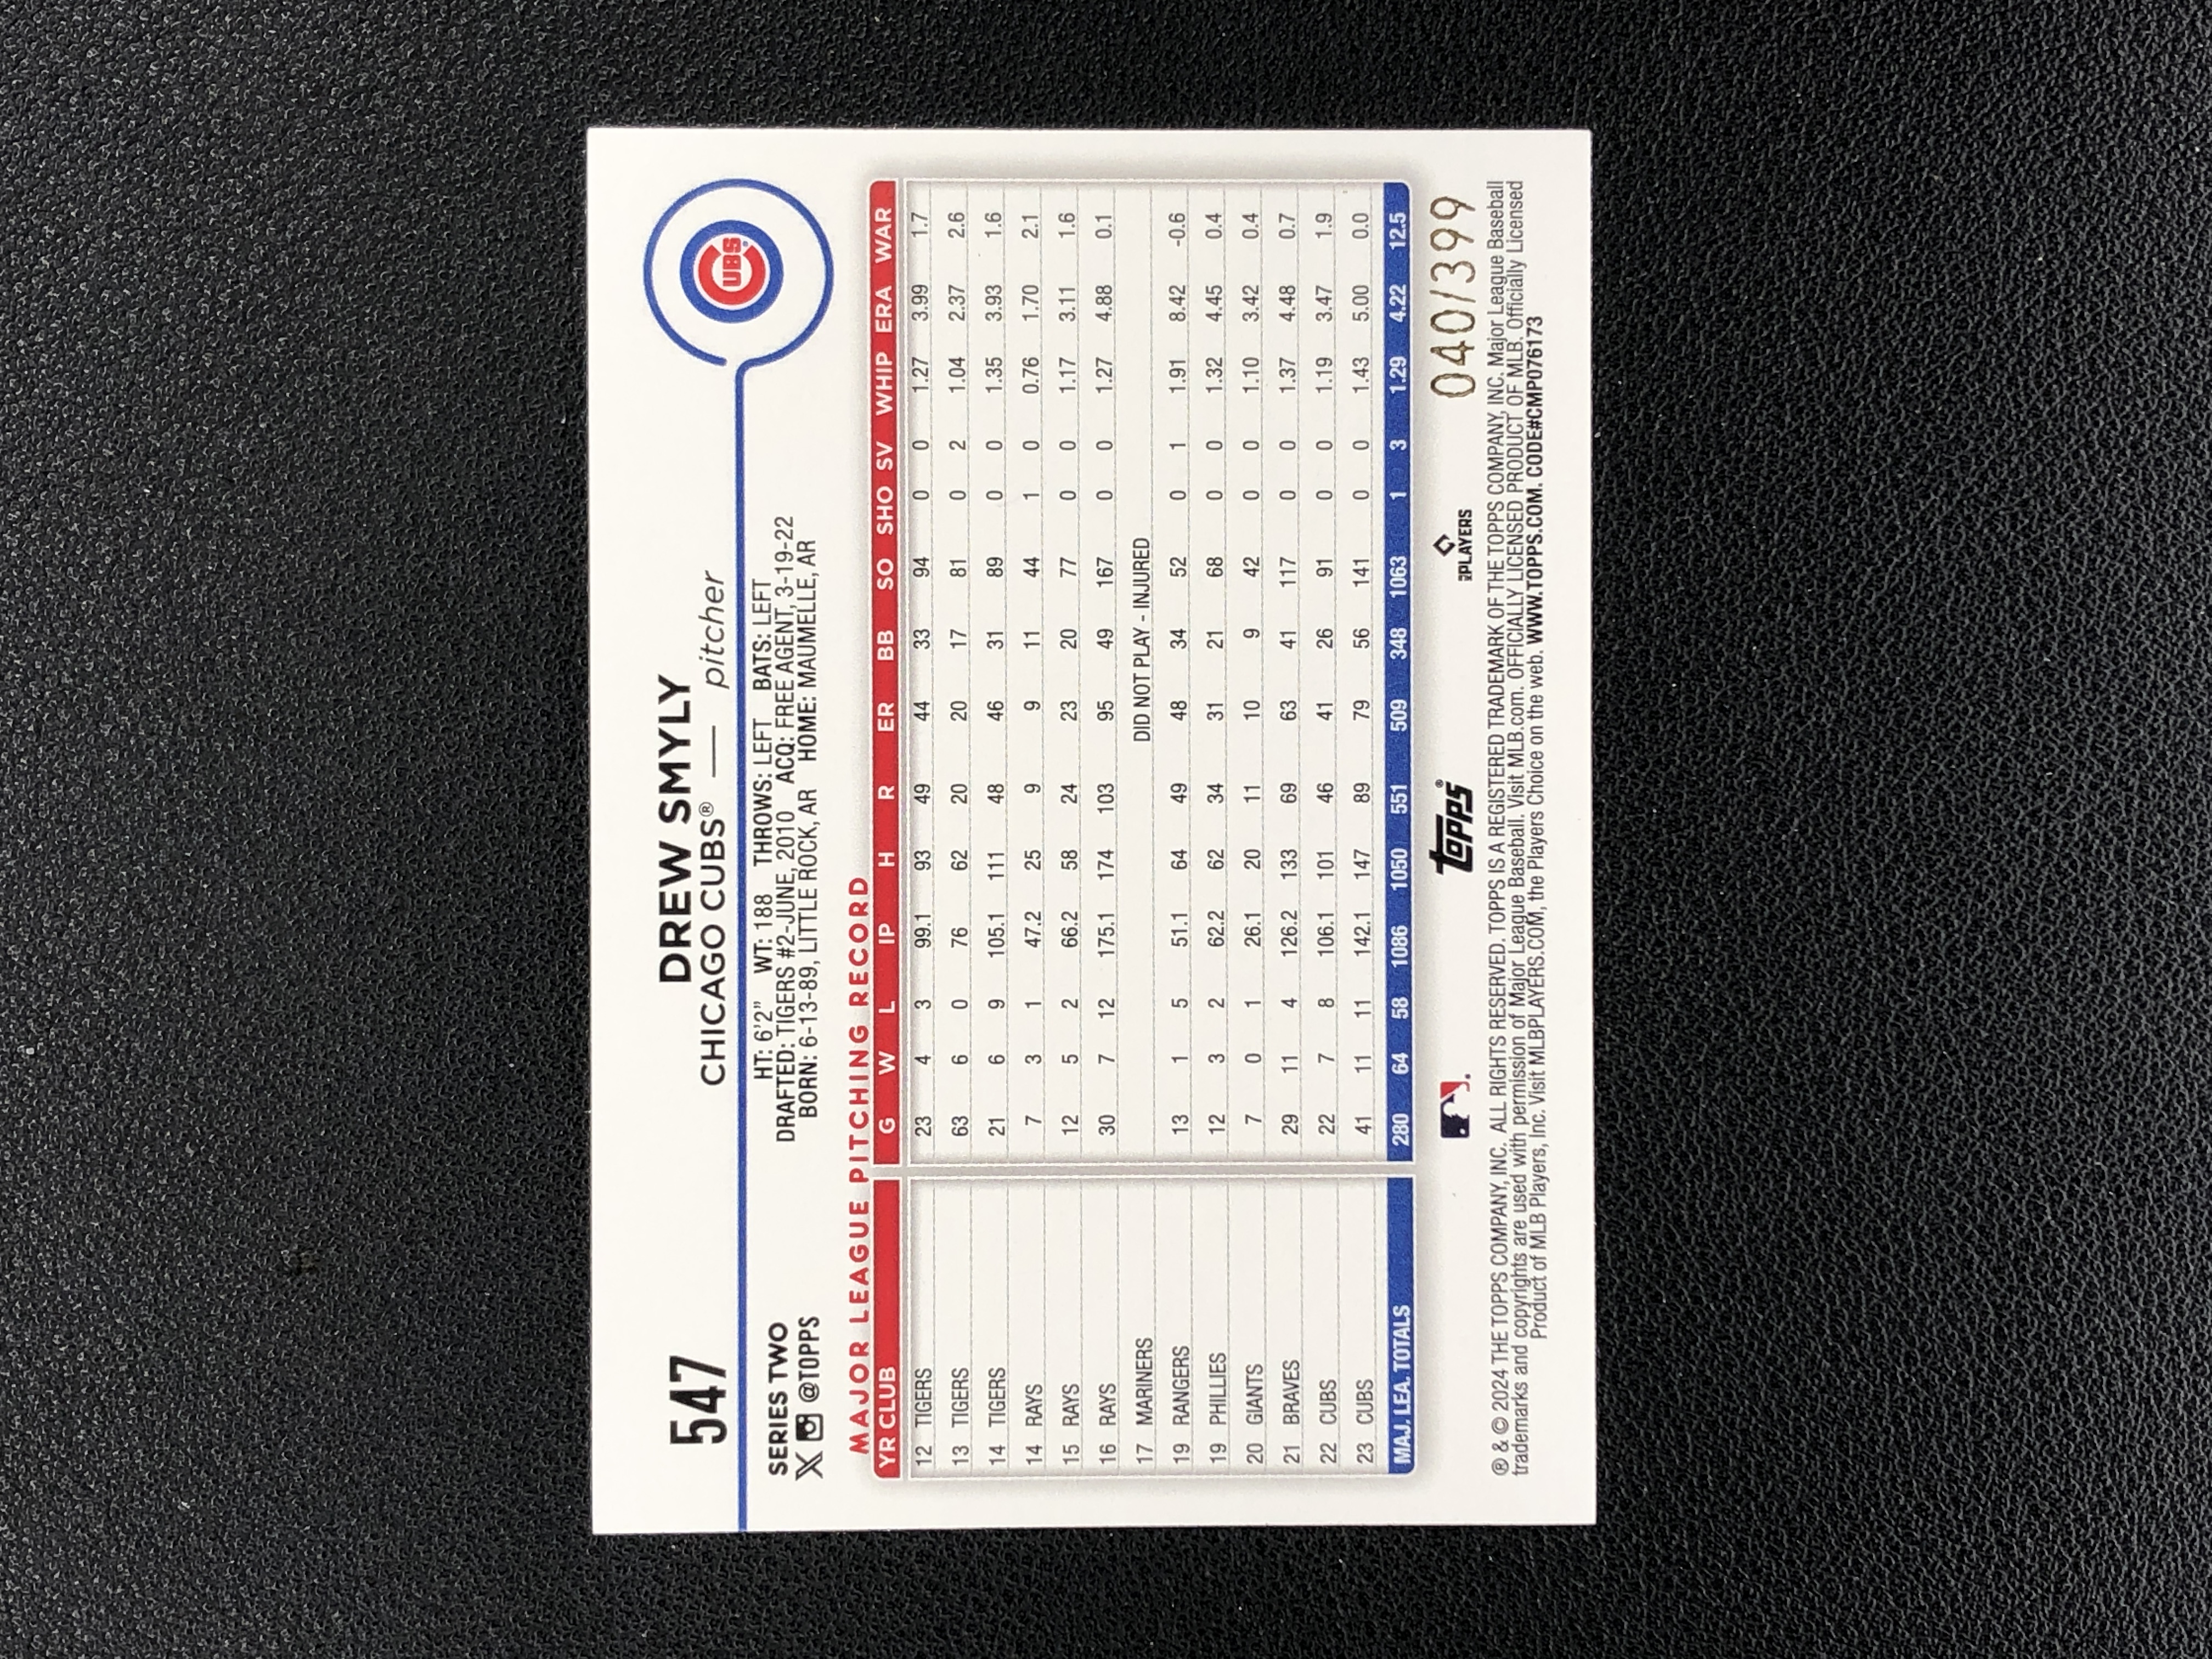 547
DREW SMYLY
CHICAGO CUBS® — pitcher
CUBS
SERIES TWO
X @TOPPS
HT: 6'2" WT: 188 THROWS: LEFT BATS: LEFT
DRAFTED: TIGERS #2-JUNE, 2010 ACQ: FREE AGENT, 3-19-22
BORN: 6-13-89, LITTLE ROCK, AR HOME: MAUMELLE, AR
MAJOR LEAGUE PITCHING RECORD
YR CLUB G W L IP H R ER BB SO SHO SV WHIP ERA WAR
12 TIGERS 23 4 3 99.1 93 49 44 33 94 0 0 1.27 3.99 1.7
13 TIGERS 63 6 0 76 62 20 20 17 81 0 2 1.04 2.37 2.6
14 TIGERS 21 6 9 105.1 111 48 46 31 89 0 0 1.35 3.93 1.6
14 RAYS 7 3 1 47.2 25 9 9 11 44 1 0 0.76 1.70 2.1
15 RAYS 12 5 2 66.2 58 24 23 20 77 0 0 1.17 3.11 1.6
16 RAYS 30 7 12 175.1 174 103 95 49 167 0 0 1.27 4.88 0.1
17 MARINERS DID NOT PLAY - INJURED
19 RANGERS 13 1 5 51.1 64 49 48 34 52 0 1 1.91 8.42 -0.6
19 PHILLIES 12 3 2 62.2 62 34 31 21 68 0 0 1.32 4.45 0.4
20 GIANTS 7 0 1 26.1 20 11 10 9 42 0 0 1.10 3.42 0.4
21 BRAVES 29 11 4 126.2 133 69 63 41 117 0 0 1.37 4.48 0.7
22 CUBS 22 7 8 106.1 101 46 41 26 91 0 0 1.19 3.47 1.9
23 CUBS 41 11 11 142.1 147 89 79 56 141 0 0 1.43 5.00 0.0
MAJ. LEA. TOTALS 280 64 58 1086 1050 551 509 348 1063 1 3 1.29 4.22 12.5
topps® PLAYERS 040/399
® & © 2024 THE TOPPS COMPANY, INC. ALL RIGHTS RESERVED. TOPPS IS A REGISTERED TRADEMARK OF THE TOPPS COMPANY, INC. Major League Baseball
trademarks and copyrights are used with permission of Major League Baseball. Visit MLB.com. OFFICIALLY LICENSED PRODUCT OF MLB. Officially Licensed
Product of MLB Players, Inc. Visit MLBPLAYERS.COM, the Players Choice on the web. WWW.TOPPS.COM. CODE#CMP076173